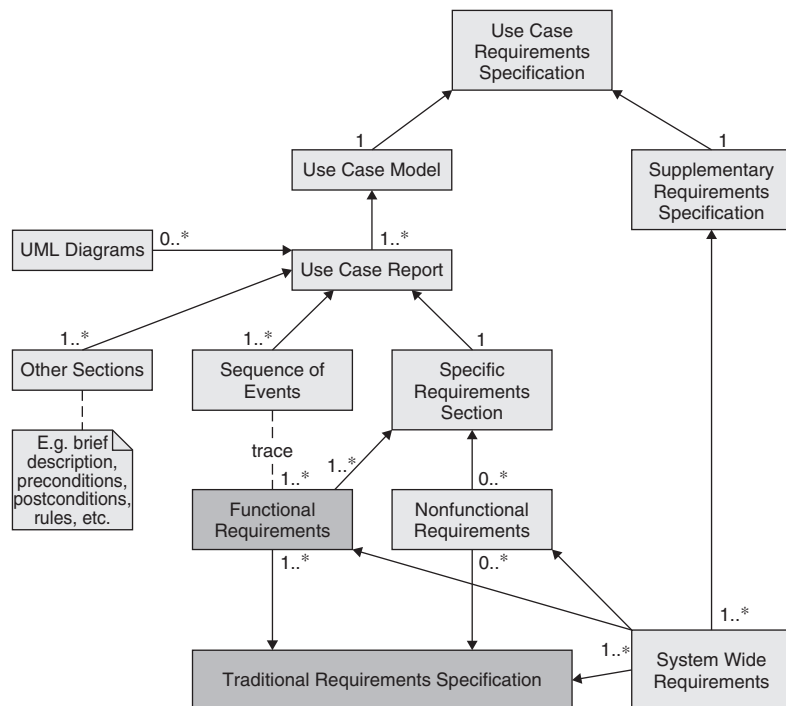 Use Case
Requirements
Specification
1
1
Use Case Model
Supplementary
Requirements
Specification
UML Diagrams
0..*
1..*
Use Case Report
1..*
1..*
1
Other Sections
Sequence of
Events
Specific
Requirements
Section
E.g. brief
description,
preconditions,
postconditions,
rules, etc.
trace
1..*
1..*
0..*
Functional
Requirements
Nonfunctional
Requirements
1..*
0..*
1..*
1..*
Traditional Requirements Specification
System Wide
Requirements